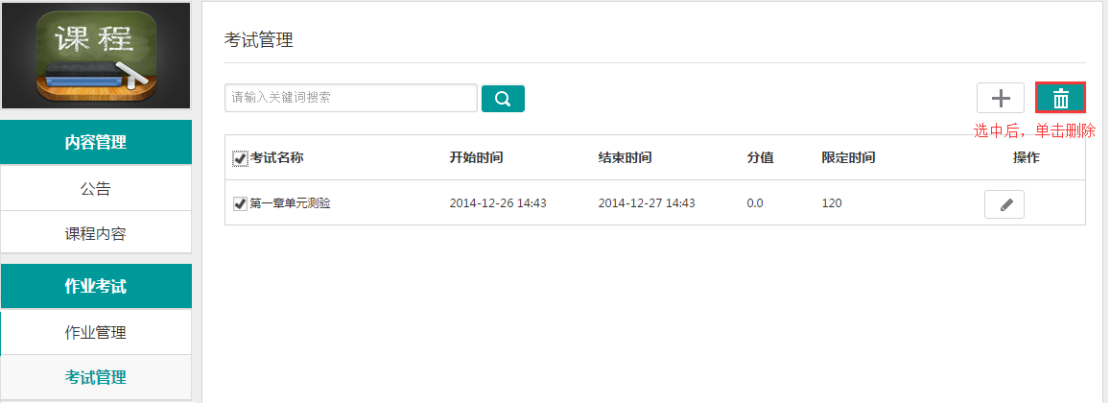 课程
内容管理
公告
课程内容
作业考试
作业管理
考试管理
考试管理
请输入关键词搜索
选中后，单击删除
考试名称 开始时间 结束时间 分值 限定时间 操作
第一章单元测验 2014-12-26 14:43 2014-12-27 14:43 0.0 120